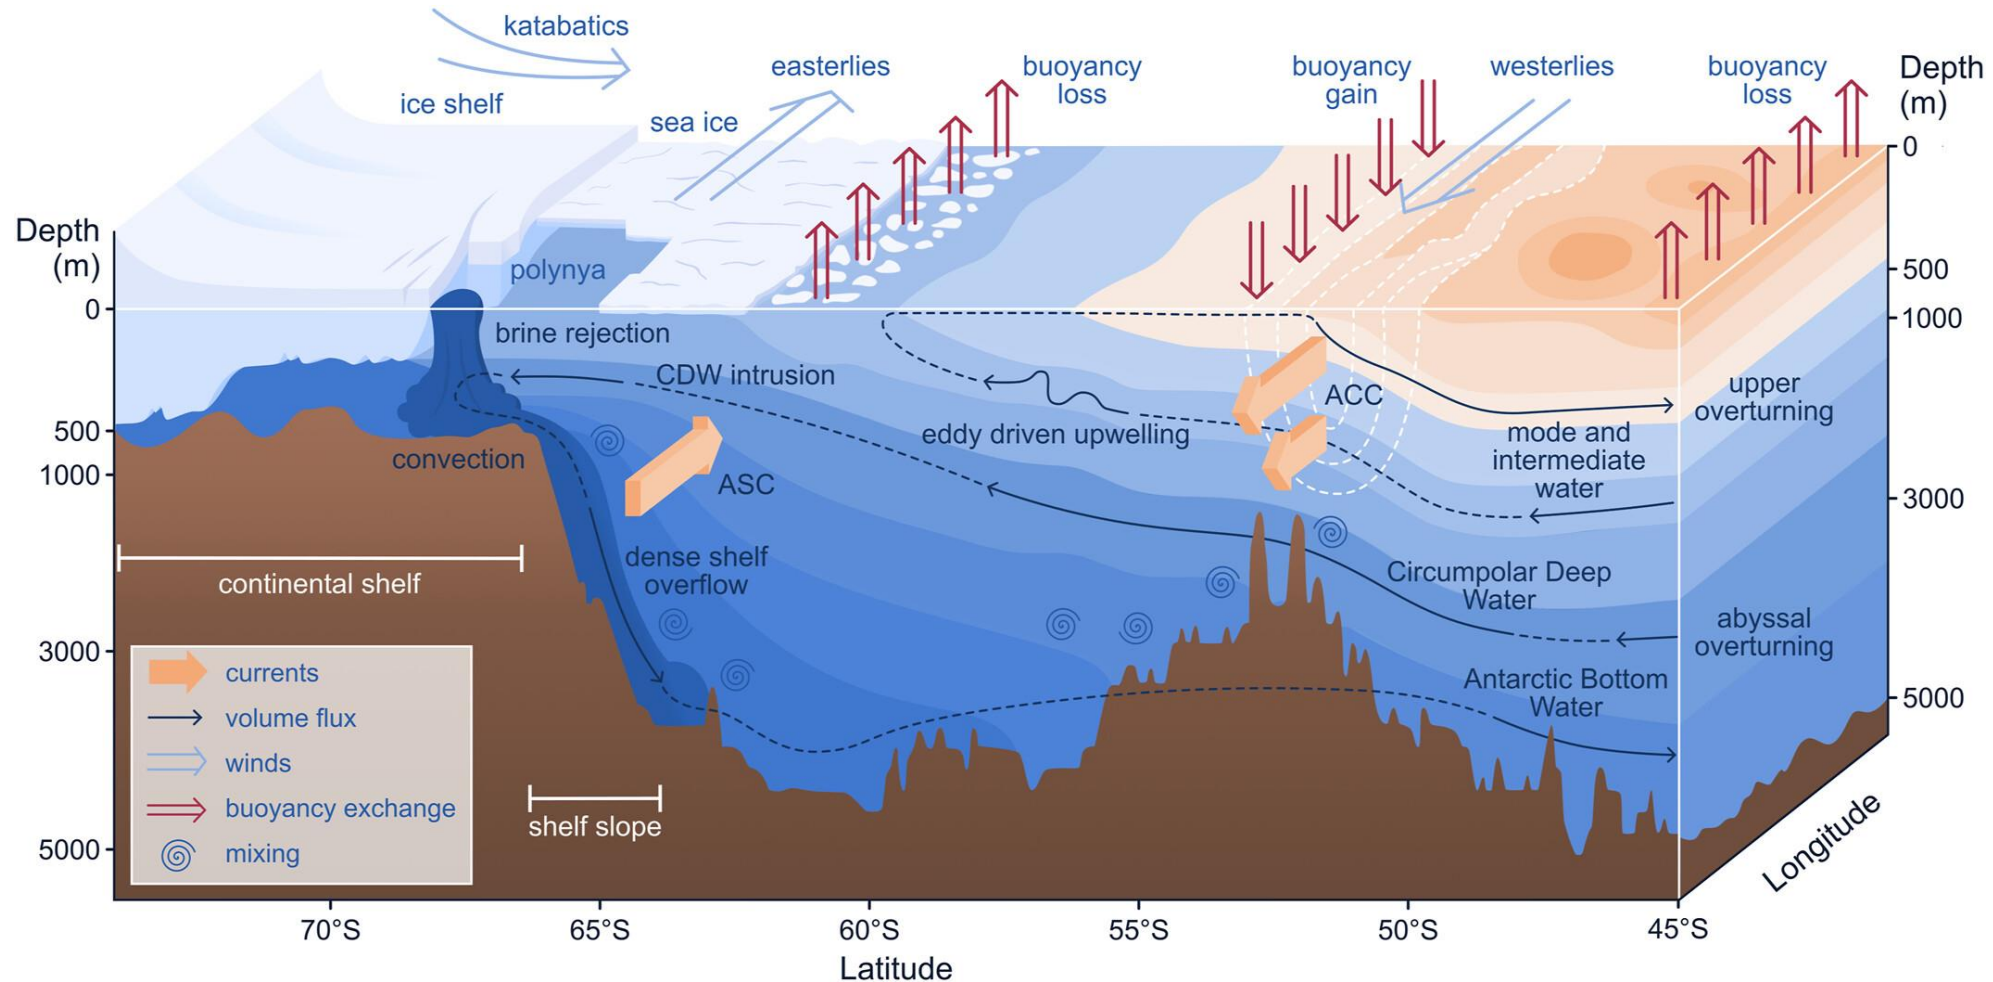 katabatics
ice shelf
sea ice
easterlies
buoyancy
loss
buoyancy
gain
westerlies
buoyancy
loss
Depth
(m)
0
500
1000
3000
5000
Depth
(m)
0
500
1000
3000
5000
polynya
brine rejection
CDW intrusion
convection
ASC
eddy driven upwelling
ACC
upper
overturning
mode and
intermediate
water
dense shelf
overflow
Circumpolar Deep
Water
abyssal
overturning
Antarctic Bottom
Water
continental shelf
shelf slope
currents
volume flux
winds
buoyancy exchange
mixing
70°S
65°S
60°S
55°S
50°S
45°S
Latitude
Longitude